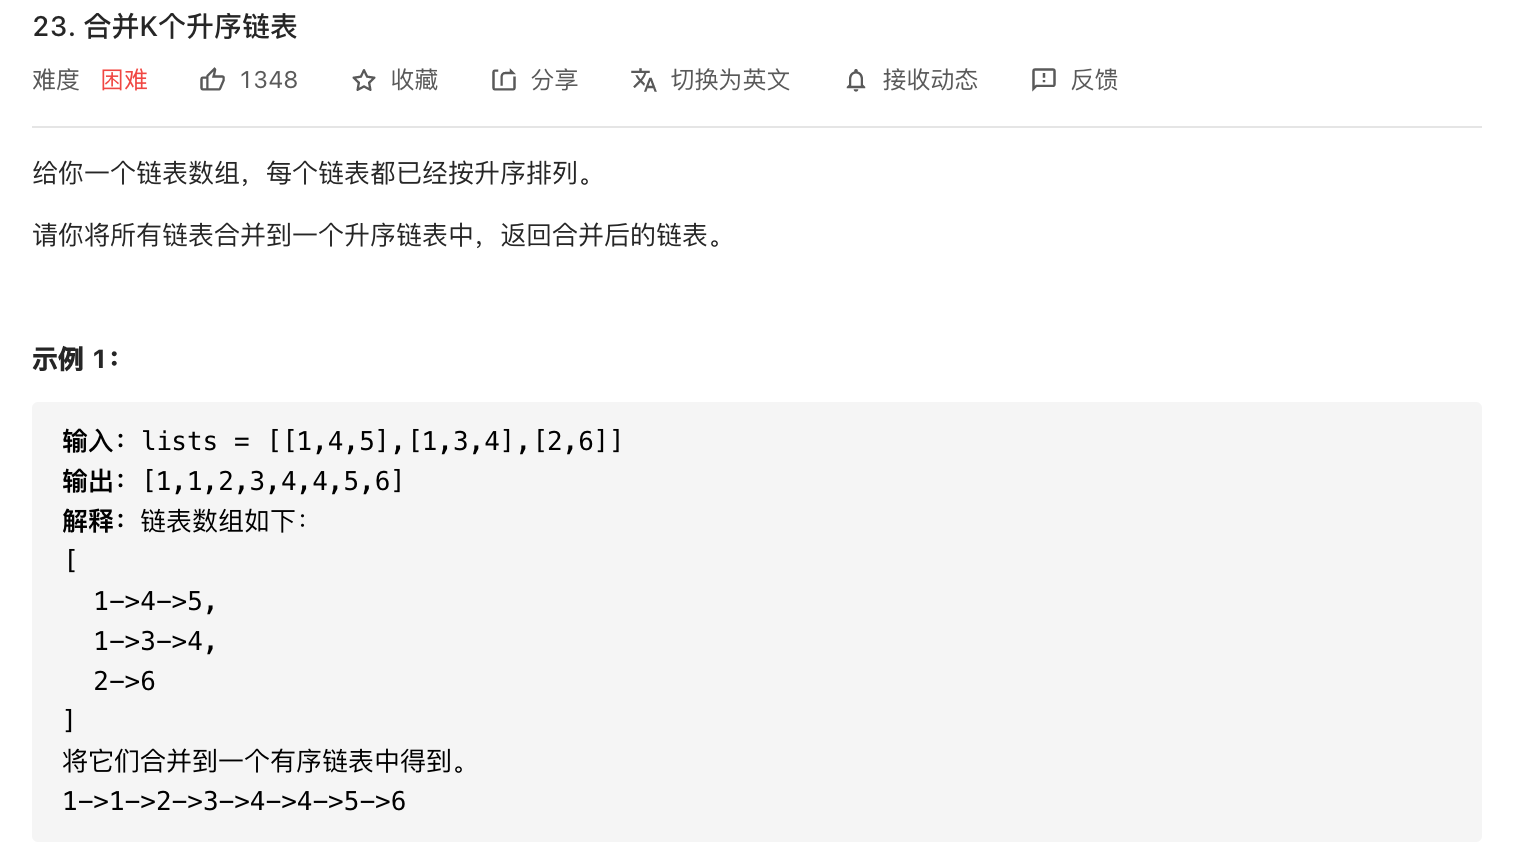 23. 合并K个升序链表
难度 困难 1348 收藏 分享 切换为英文 接收动态 反馈
给你一个链表数组，每个链表都已经按升序排列。
请你将所有链表合并到一个升序链表中，返回合并后的链表。
示例 1：
输入：lists = [[1,4,5],[1,3,4],[2,6]]
输出：[1,1,2,3,4,4,5,6]
解释：链表数组如下：
[
  1->4->5,
  1->3->4,
  2->6
]
将它们合并到一个有序链表中得到。
1->1->2->3->4->4->5->6